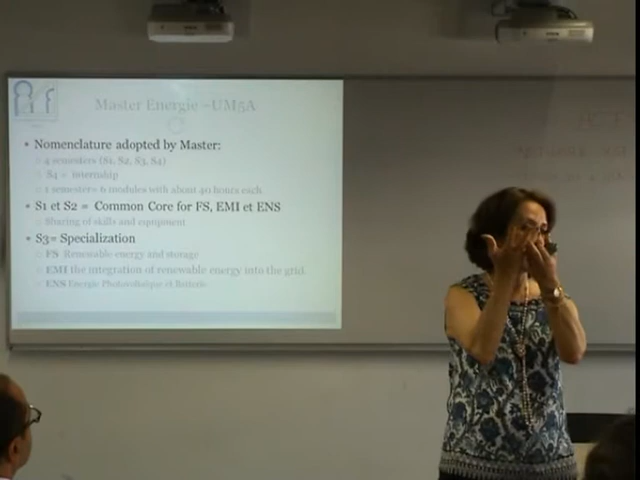 Master Energie –UM5A
• Nomenclature adopted by Master:
4 semesters (S1, S2, S3, S4)
S4 = internship
1 semester= 6 modules with about 40 hours each
• S1 et S2 = Common Core for FS, EMI et ENS
Sharing of skills and equipment
• S3= Specialization
FS Renewable energy and storage
EMI the integration of renewable energy into the grid
ENS Energie Photovoltaïque et